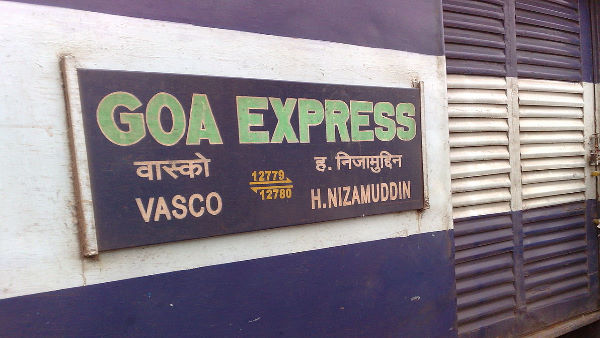 GOA EXPRESS
वास्को 12779 ह. निजामुद्दिन
VASCO 12780 H.NIZAMUDDIN